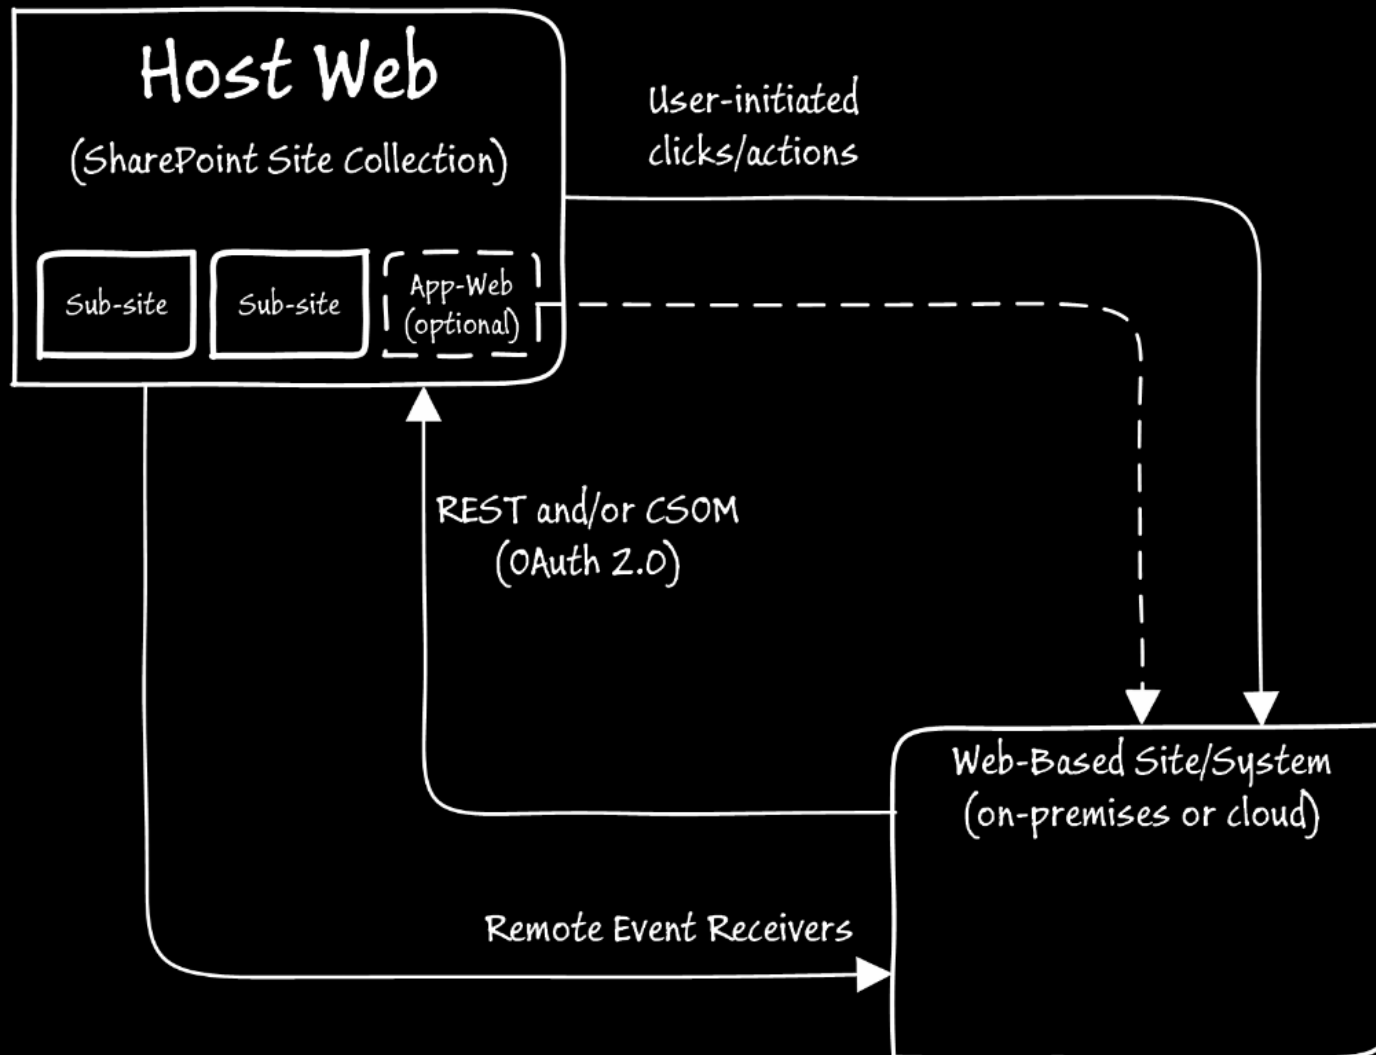 Host Web
(SharePoint Site Collection)
User-initiated
clicks/actions
Sub-site
Sub-site
App-Web
(optional)
REST and/or CSOM
(OAuth 2.0)
Web-Based Site/System
(on-premises or cloud)
Remote Event Receivers